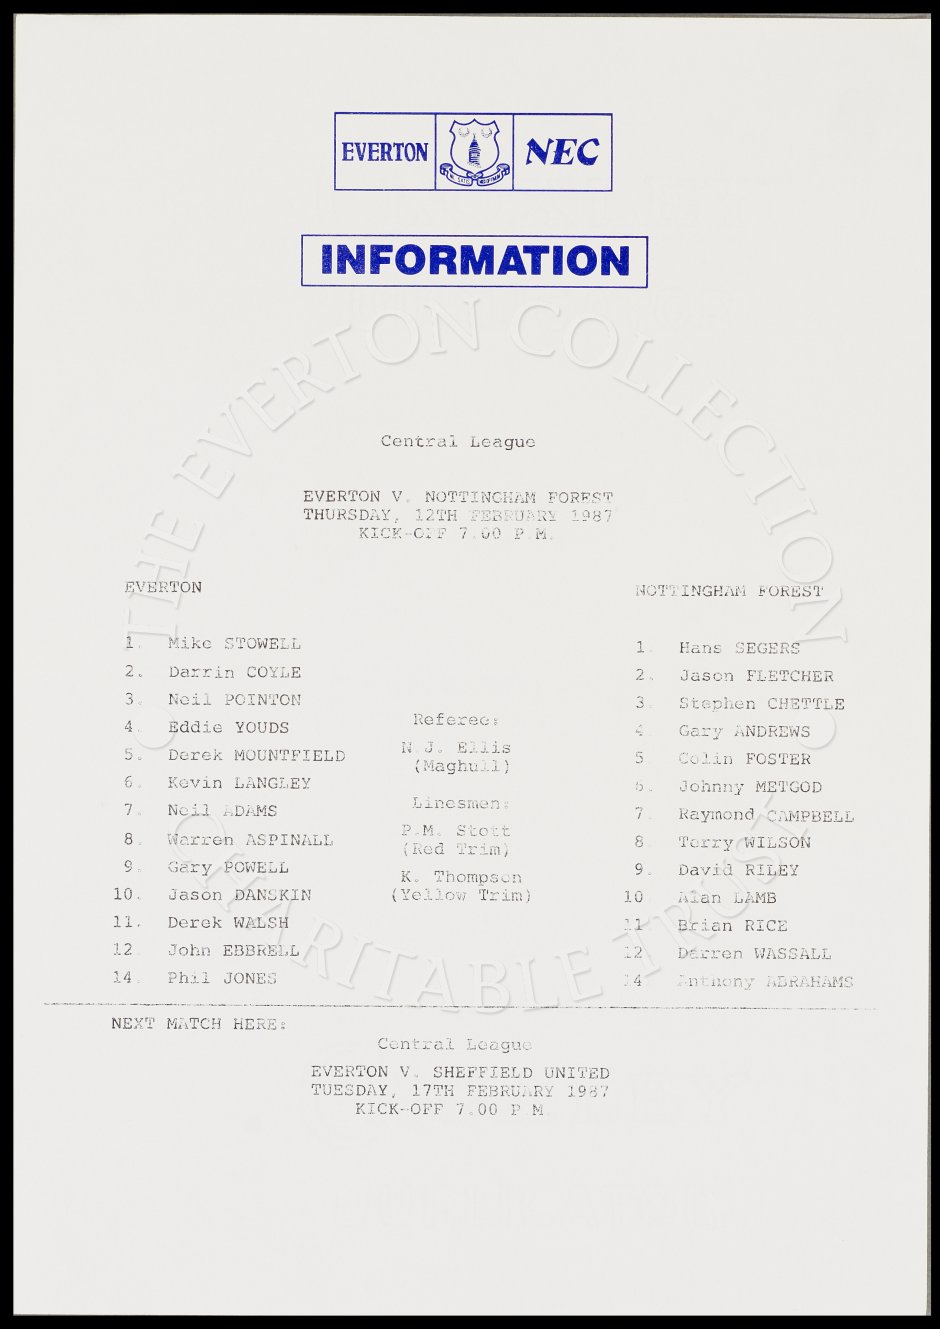 EVERTON
NEC
INFORMATION
© THE EVERTON COLLECTION
CHARITABLE TRUST
Central League
EVERTON V. NOTTINGHAM FOREST
THURSDAY, 12TH FEBRUARY 1987
KICK-OFF 7.00 P.M.
EVERTON
1. Mike STOWELL
2. Darrin COYLE
3. Neil POINTON
4. Eddie YOUDS
5. Derek MOUNTFIELD
6. Kevin LANGLEY
7. Neil ADAMS
8. Warren ASPINALL
9. Gary POWELL
10. Jason DANSKIN
11. Derek WALSH
12. John EBBRELL
14. Phil JONES
Referee:
N.J. Ellis
(Maghull)
Linesmen:
P.M. Stott
(Red Trim)
K. Thompson
(Yellow Trim)
NOTTINGHAM FOREST
1. Hans SEGERS
2. Jason FLETCHER
3. Stephen CHETTLE
4. Gary ANDREWS
5 Colin FOSTER
6. Johnny METGOD
7. Raymond CAMPBELL
8 Terry WILSON
9. David RILEY
10 Alan LAMB
11 Brian RICE
12 Darren WASSALL
14 Anthony ABRAHAMS
NEXT MATCH HERE:
Central League
EVERTON V. SHEFFIELD UNITED
TUESDAY, 17TH FEBRUARY 1987
KICK-OFF 7.00 P.M.